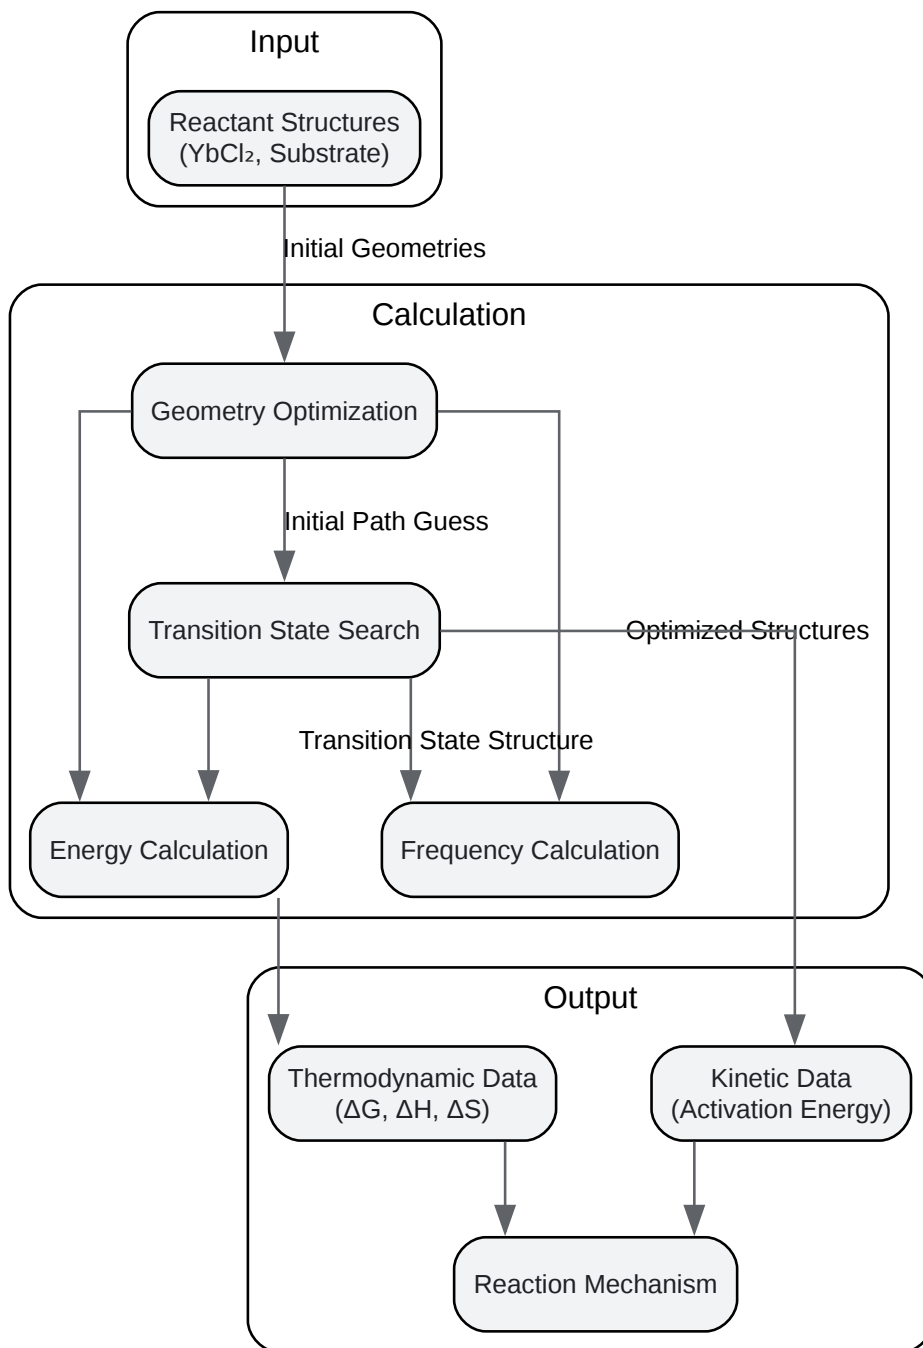 Input
Reactant Structures
(YbCl₂, Substrate)
Initial Geometries
Calculation
Geometry Optimization
Initial Path Guess
Transition State Search
Optimized Structures
Transition State Structure
Energy Calculation
Frequency Calculation
Output
Thermodynamic Data
(ΔG, ΔH, ΔS)
Kinetic Data
(Activation Energy)
Reaction Mechanism